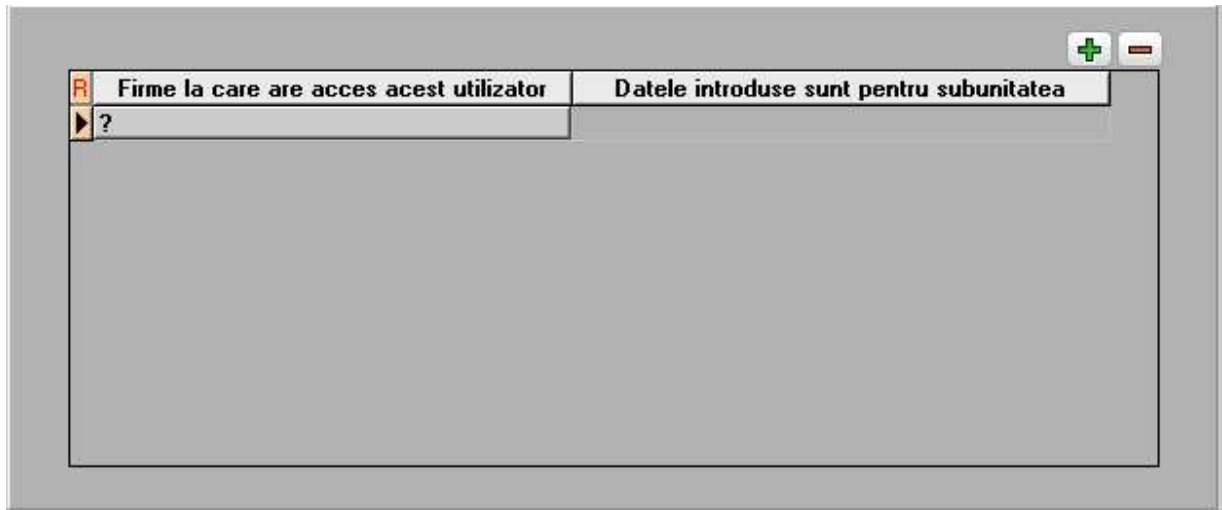 R Firme la care are acces acest utilizator Datele introduse sunt pentru subunitatea
?